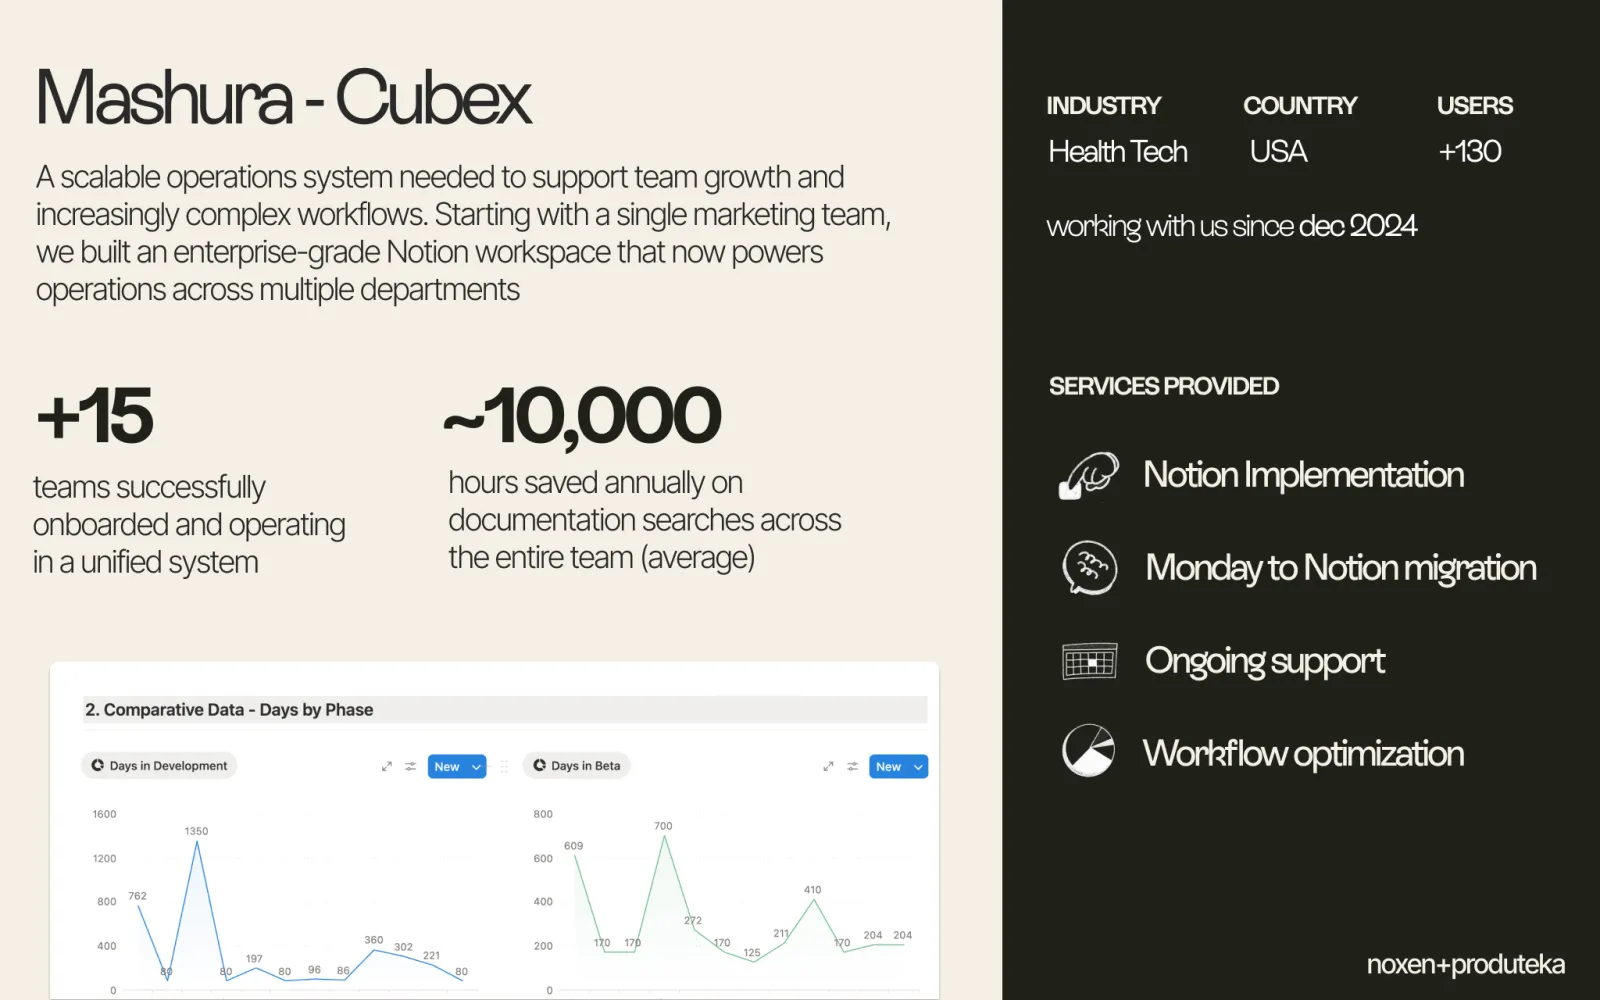 Mashura - Cubex
A scalable operations system needed to support team growth and
increasingly complex workflows. Starting with a single marketing team,
we built an enterprise-grade Notion workspace that now powers
operations across multiple departments
+15
teams successfully
onboarded and operating
in a unified system
~10,000
hours saved annually on
documentation searches across
the entire team (average)
2. Comparative Data - Days by Phase
Days in Development
New
1600
1200
800
400
0
762
80
1350
80
197
80
96
86
360
302
221
80
Days in Beta
New
800
600
400
200
0
609
170
170
700
272
170
125
211
410
170
204
204
INDUSTRY
Health Tech
COUNTRY
USA
USERS
+130
working with us since dec 2024
SERVICES PROVIDED
Notion Implementation
Monday to Notion migration
Ongoing support
Workflow optimization
noxen+produteka